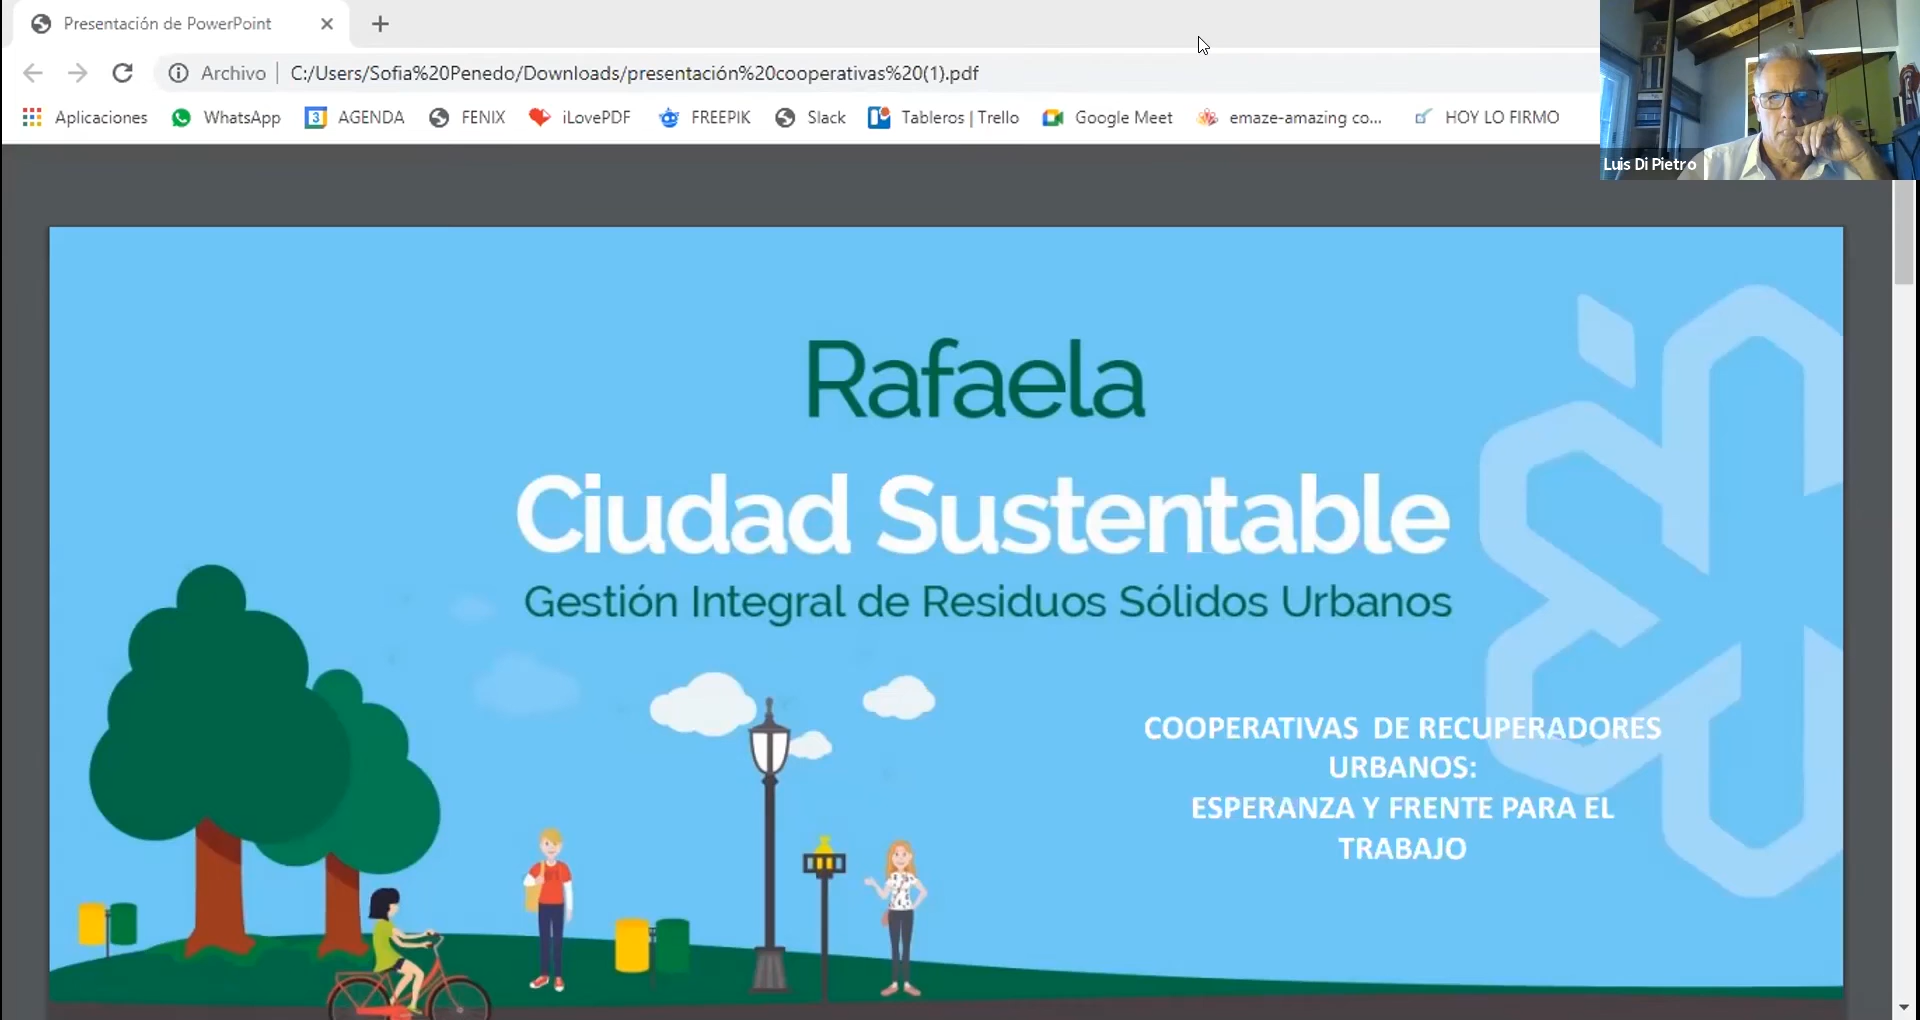 Presentación de PowerPoint
Archivo C:/Users/Sofia%20Penedo/Downloads/presentación%20cooperativas%20(1).pdf
Aplicaciones WhatsApp 3 AGENDA FENIX iLovePDF FREEPIK Slack Tableros | Trello Google Meet emaze-amazing co... HOY LO FIRMO
Luis Di Pietro
Rafaela
Ciudad Sustentable
Gestión Integral de Residuos Sólidos Urbanos
COOPERATIVAS DE RECUPERADORES
URBANOS:
ESPERANZA Y FRENTE PARA EL
TRABAJO